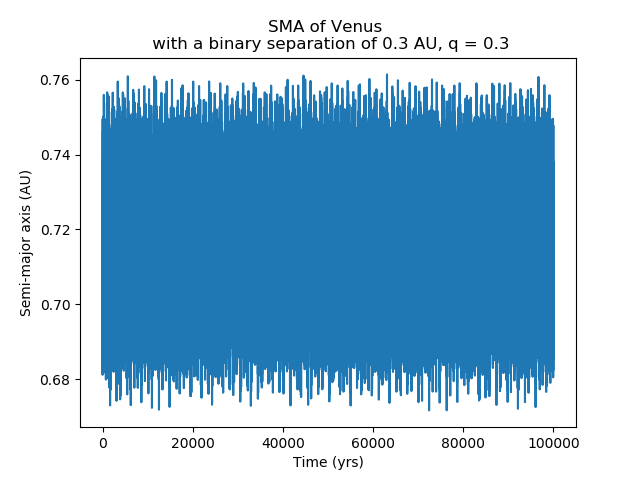 SMA of Venus
with a binary separation of 0.3 AU, q = 0.3
Semi-major axis (AU)
0.76
0.74
0.72
0.70
0.68
0
20000
40000
60000
80000
100000
Time (yrs)